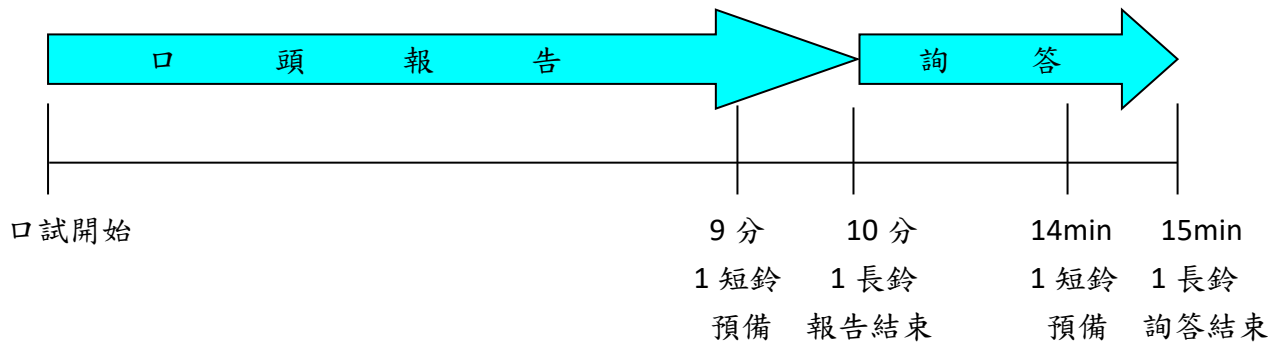 口頭報告 詢答
口試開始 9 分 10 分 14min 15min
1 短鈴 1 長鈴 1 短鈴 1 長鈴
預備 報告結束 預備 詢答結束